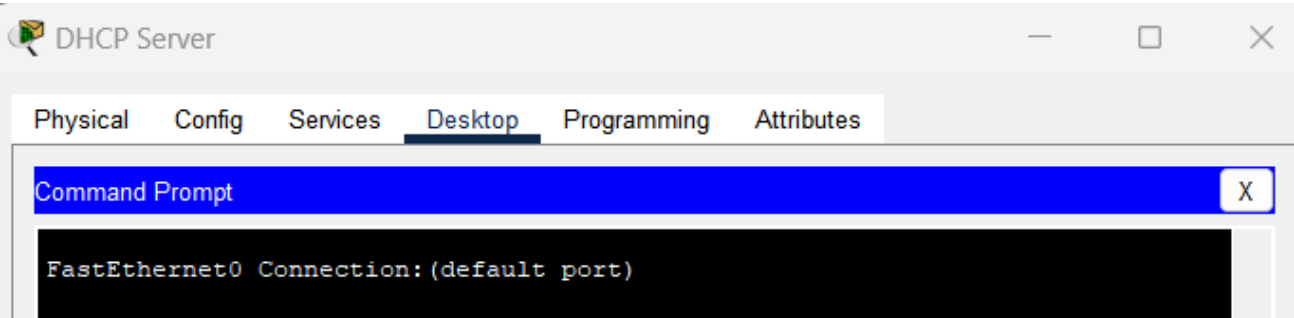 DHCP Server
Physical Config Services Desktop Programming Attributes
Command Prompt X
FastEthernet0 Connection:(default port)